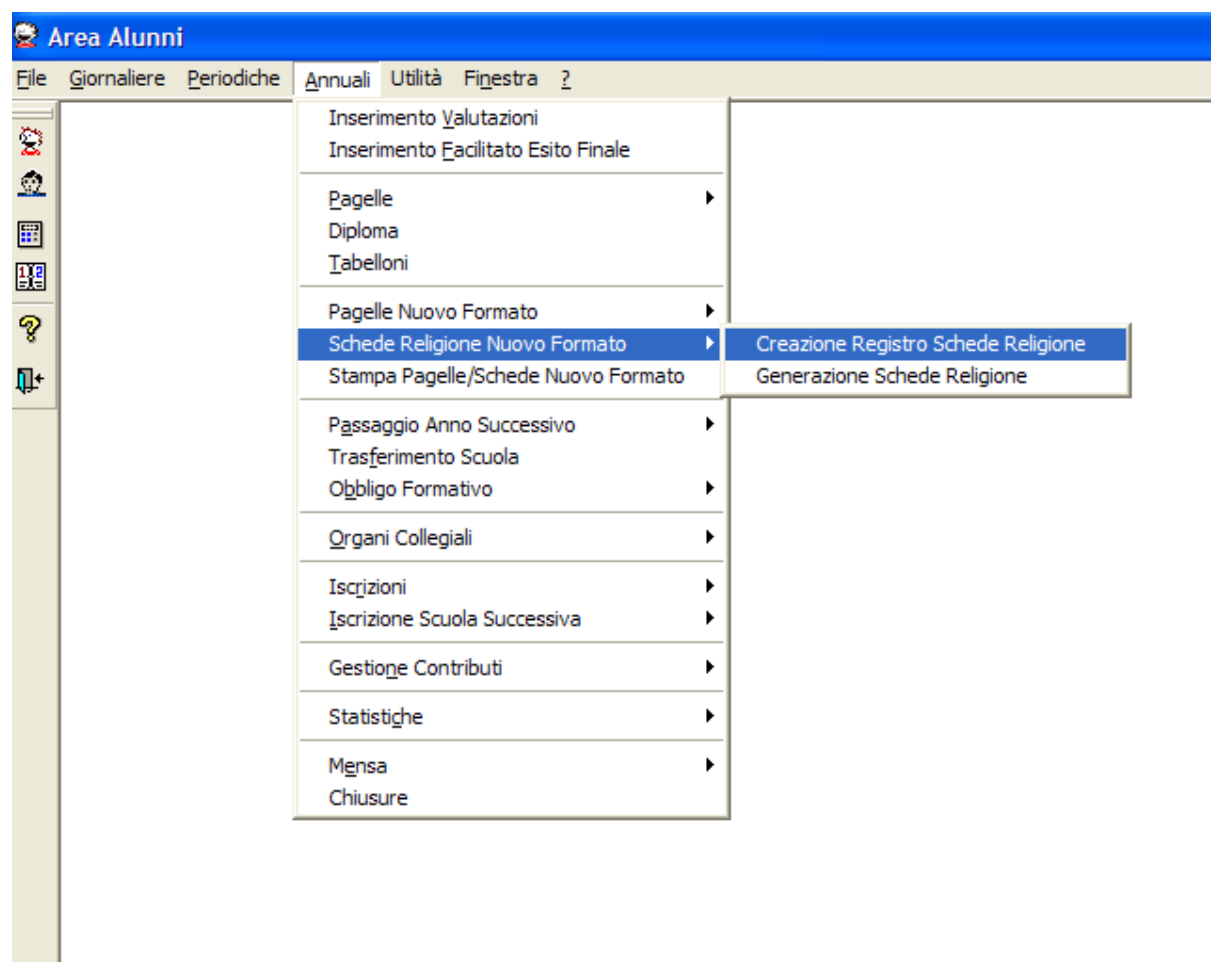 Area Alunni
File Giornaliere Periodiche Annuali Utilità Finestra ?
Inserimento Valutazioni
Inserimento Facilitato Esito Finale
Pagelle
Diploma
Tabelloni
Pagelle Nuovo Formato
Schede Religione Nuovo Formato Creazione Registro Schede Religione
Stampa Pagelle/Schede Nuovo Formato Generazione Schede Religione
Passaggio Anno Successivo
Trasferimento Scuola
Obbligo Formativo
Organi Collegiali
Iscrizioni
Iscrizione Scuola Successiva
Gestione Contributi
Statistiche
Mensa
Chiusure